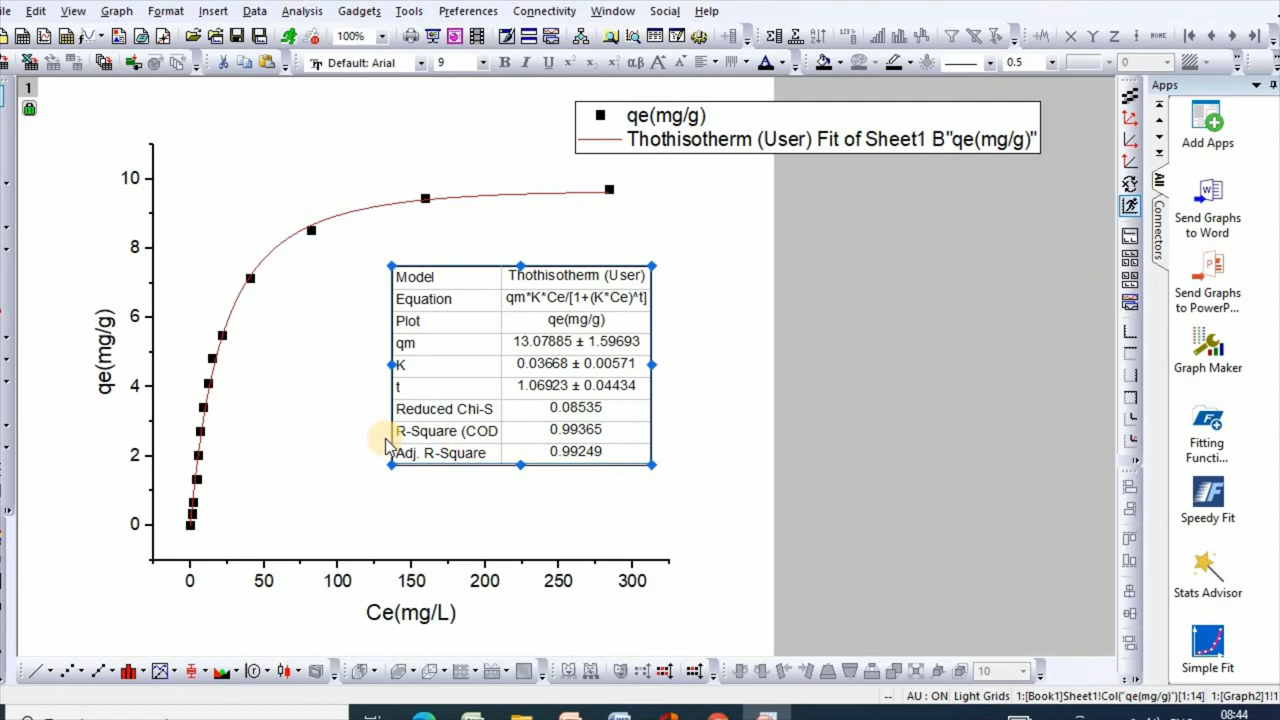 Edit View Graph Format Insert Data Analysis Gadgets Tools Preferences Connectivity Window Social Help
100%
Default: Arial 9 B I U 0.5 0
1
Apps
qe(mg/g)
Thothisotherm (User) Fit of Sheet1 B"qe(mg/g)"
Add Apps
All
Connectors
Send Graphs
to Word
Send Graphs
to PowerP...
Graph Maker
Fitting
Functi...
Speedy Fit
Stats Advisor
Simple Fit
10
8
6
4
2
0
qe(mg/g)
Model Thothisotherm (User)
Equation qm*K*Ce/[1+(K*Ce)^t]
Plot qe(mg/g)
qm 13.07885 ± 1.59693
K 0.03668 ± 0.00571
t 1.06923 ± 0.04434
Reduced Chi-S 0.08535
R-Square (COD 0.99365
Adj. R-Square 0.99249
0 50 100 150 200 250 300
Ce(mg/L)
10
-- AU : ON Light Grids 1:[Book1]Sheet1!Col("qe(mg/g)")[1:14] 1:[Graph2]1!1
08:44